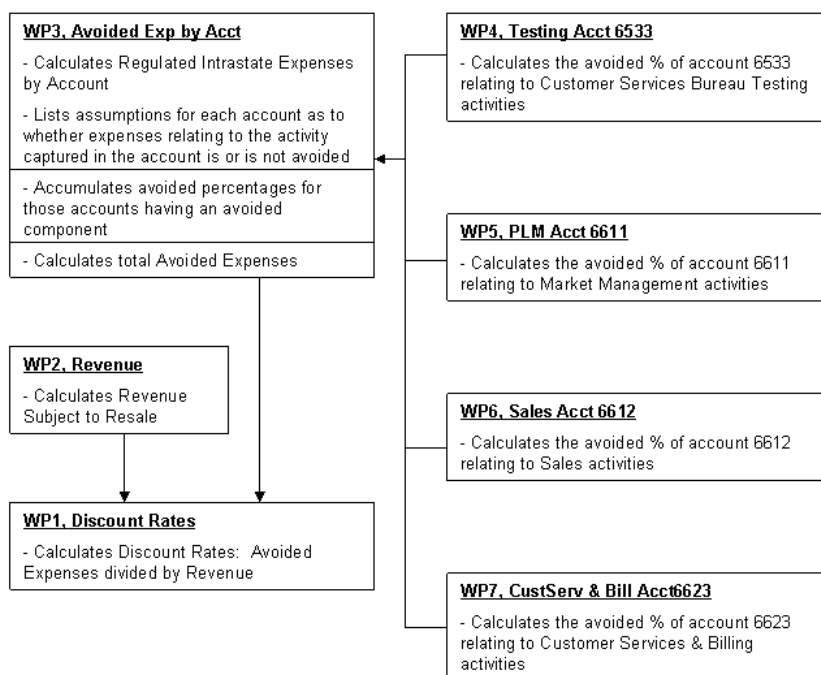 WP3, Avoided Exp by Acct
- Calculates Regulated Intrastate Expenses
by Account
- Lists assumptions for each account as to
whether expenses relating to the activity
captured in the account is or is not avoided
- Accumulates avoided percentages for
those accounts having an avoided
component
- Calculates total Avoided Expenses
WP2, Revenue
- Calculates Revenue
Subject to Resale
WP1, Discount Rates
- Calculates Discount Rates: Avoided
Expenses divided by Revenue
WP4, Testing Acct 6533
- Calculates the avoided % of account 6533
relating to Customer Services Bureau Testing
activities
WP5, PLM Acct 6611
- Calculates the avoided % of account 6611
relating to Market Management activities
WP6, Sales Acct 6612
- Calculates the avoided % of account 6612
relating to Sales activities
WP7, CustServ & Bill Acct6623
- Calculates the avoided % of account 6623
relating to Customer Services & Billing
activities